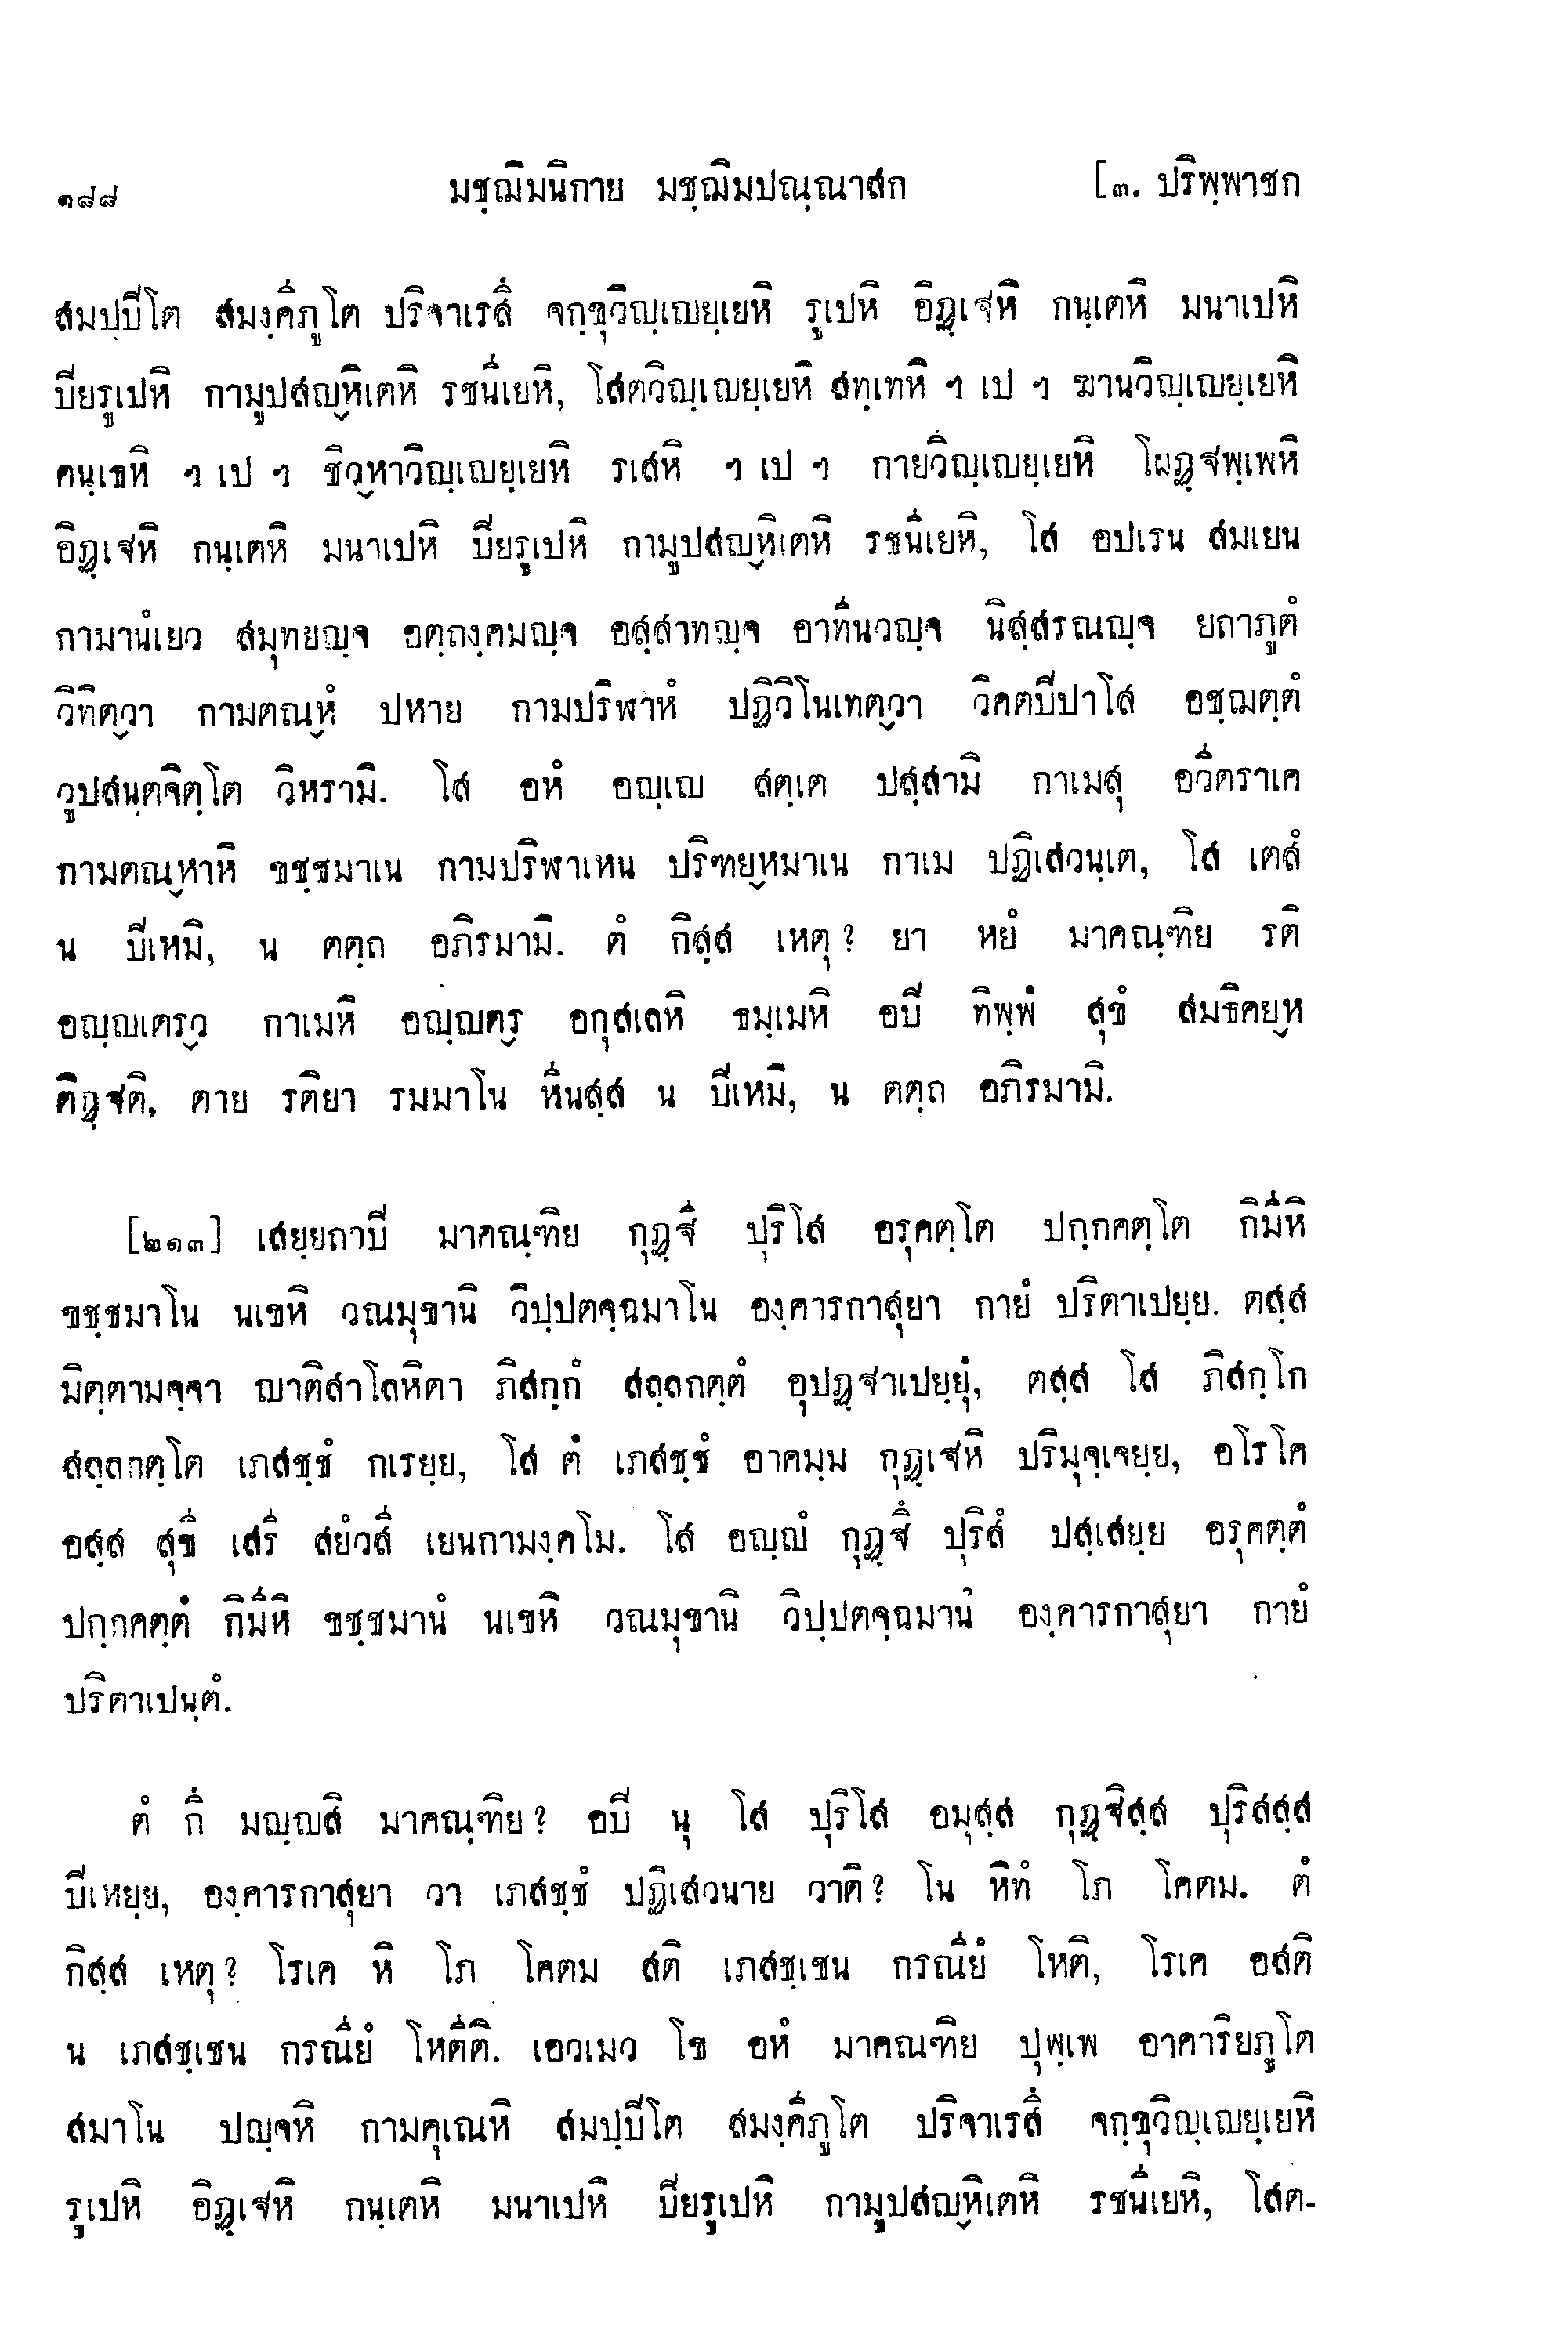 ๑๘๘ มชฺฌิมนิกาย มชฺฌิมปณฺณาสก [๓. ปริพฺพาชก
สมปฺปีโต สมงฺคีภูโต ปริจาเรสึ จกฺขุวิญฺเญยฺเยหิ รูเปหิ อิฏฺเฐหิ กนฺเตหิ มนาเปหิ
ปียรูเปหิ กามูปสญฺหิเตหิ รชนีเยหิ, โสตวิญฺเญยฺเยหิ สทฺเทหิ ฯ เป ฯ ฆานวิญฺเญยฺเยหิ
คนฺเธหิ ฯ เป ฯ ชิวฺหาวิญฺเญยฺเยหิ รเสหิ ฯ เป ฯ กายวิญฺเญยฺเยหิ โผฏฺฐพฺเพหิ
อิฏฺเฐหิ กนฺเตหิ มนาเปหิ ปียรูเปหิ กามูปสญฺหิเตหิ รชนีเยหิ, โส อปเรน สมเยน
กามานํเยว สมุทยญฺจ อตฺถงฺคมญฺจ อสฺสาทญฺจ อาทีนวญฺจ นิสฺสรณญฺจ ยถาภูตํ
วิทิตฺวา กามตณฺหํ ปหาย กามปริฬาหํ ปฏิวิโนเทตฺวา วิคตปีปาโส อชฺฌตฺตํ
วูปสนฺตจิตฺโต วิหรามิ. โส อหํ อญฺเญ สตฺเต ปสฺสามิ กาเมสุ อวีตราเค
กามตณฺหาหิ ขชฺชมาเน กามปริฬาเหน ปริฑยฺหมาเน กาเม ปฏิเสวนฺเต, โส เตสํ
น ปีเหมิ, น ตตฺถ อภิรมามิ. ตํ กิสฺส เหตุ? ยา หยํ มาคณฺฑิย รติ
อญฺญเตฺรว กาเมหิ อญฺญตฺร อกุสเลหิ ธมฺเมหิ อปี ทิพฺพํ สุขํ สมธิคยฺห
ติฏฺฐติ, ตาย รติยา รมมาโน หีนสฺส น ปีเหมิ, น ตตฺถ อภิรมามิ.
[๒๑๓] เสยฺยถาปี มาคณฺฑิย กุฏฺฐี ปุริโส อรุคตฺโต ปกฺกคตฺโต กิมีหิ
ขชฺชมาโน นเขหิ วณมุขานิ วิปฺปตจฺฉมาโน องฺคารกาสุยา กายํ ปริตาเปยฺย. ตสฺส
มิตฺตามจฺจา ญาติสาโลหิตา ภิสกฺกํ สลฺลกตฺตํ อุปฏฺฐาเปยฺยุํ, ตสฺส โส ภิสกฺโก
สลฺลกตฺโต เภสชฺชํ กเรยฺย, โส ตํ เภสชฺชํ อาคมฺม กุฏฺเฐหิ ปริมุจฺเจยฺย, อโรโค
อสฺส สุขี เสรี สยํวสี เยนกามงฺคโม. โส อญฺญํ กุฏฺฐึ ปุริสํ ปสฺเสยฺย อรุคตฺตํ
ปกฺกคตฺตํ กิมีหิ ขชฺชมานํ นเขหิ วณมุขานิ วิปฺปตจฺฉมานํ องฺคารกาสุยา กายํ
ปริตาเปนฺตํ.
ตํ กึ มญฺญสิ มาคณฺฑิย? อปี นุ โส ปุริโส อมุสฺส กุฏฺฐิสฺส ปุริสสฺส
ปีเหยฺย, องฺคารกาสุยา วา เภสชฺชํ ปฏิเสวนาย วาติ? โน หิทํ โภ โคตม. ตํ
กิสฺส เหตุ? โรเค หิ โภ โคตม สติ เภสชฺเชน กรณียํ โหติ, โรเค อสติ
น เภสชฺเชน กรณียํ โหตีติ. เอวเมว โข อหํ มาคณฑิย ปุพฺเพ อาคาริยภูโต
สมาโน ปญฺจหิ กามคุเณหิ สมปฺปีโต สมงฺคีภูโต ปริจาเรสึ จกฺขุวิญฺเญยฺเยหิ
รูเปหิ อิฏฺเฐหิ กนฺเตหิ มนาเปหิ ปียรูเปหิ กามูปสญฺหิเตหิ รชนีเยหิ, โสต-